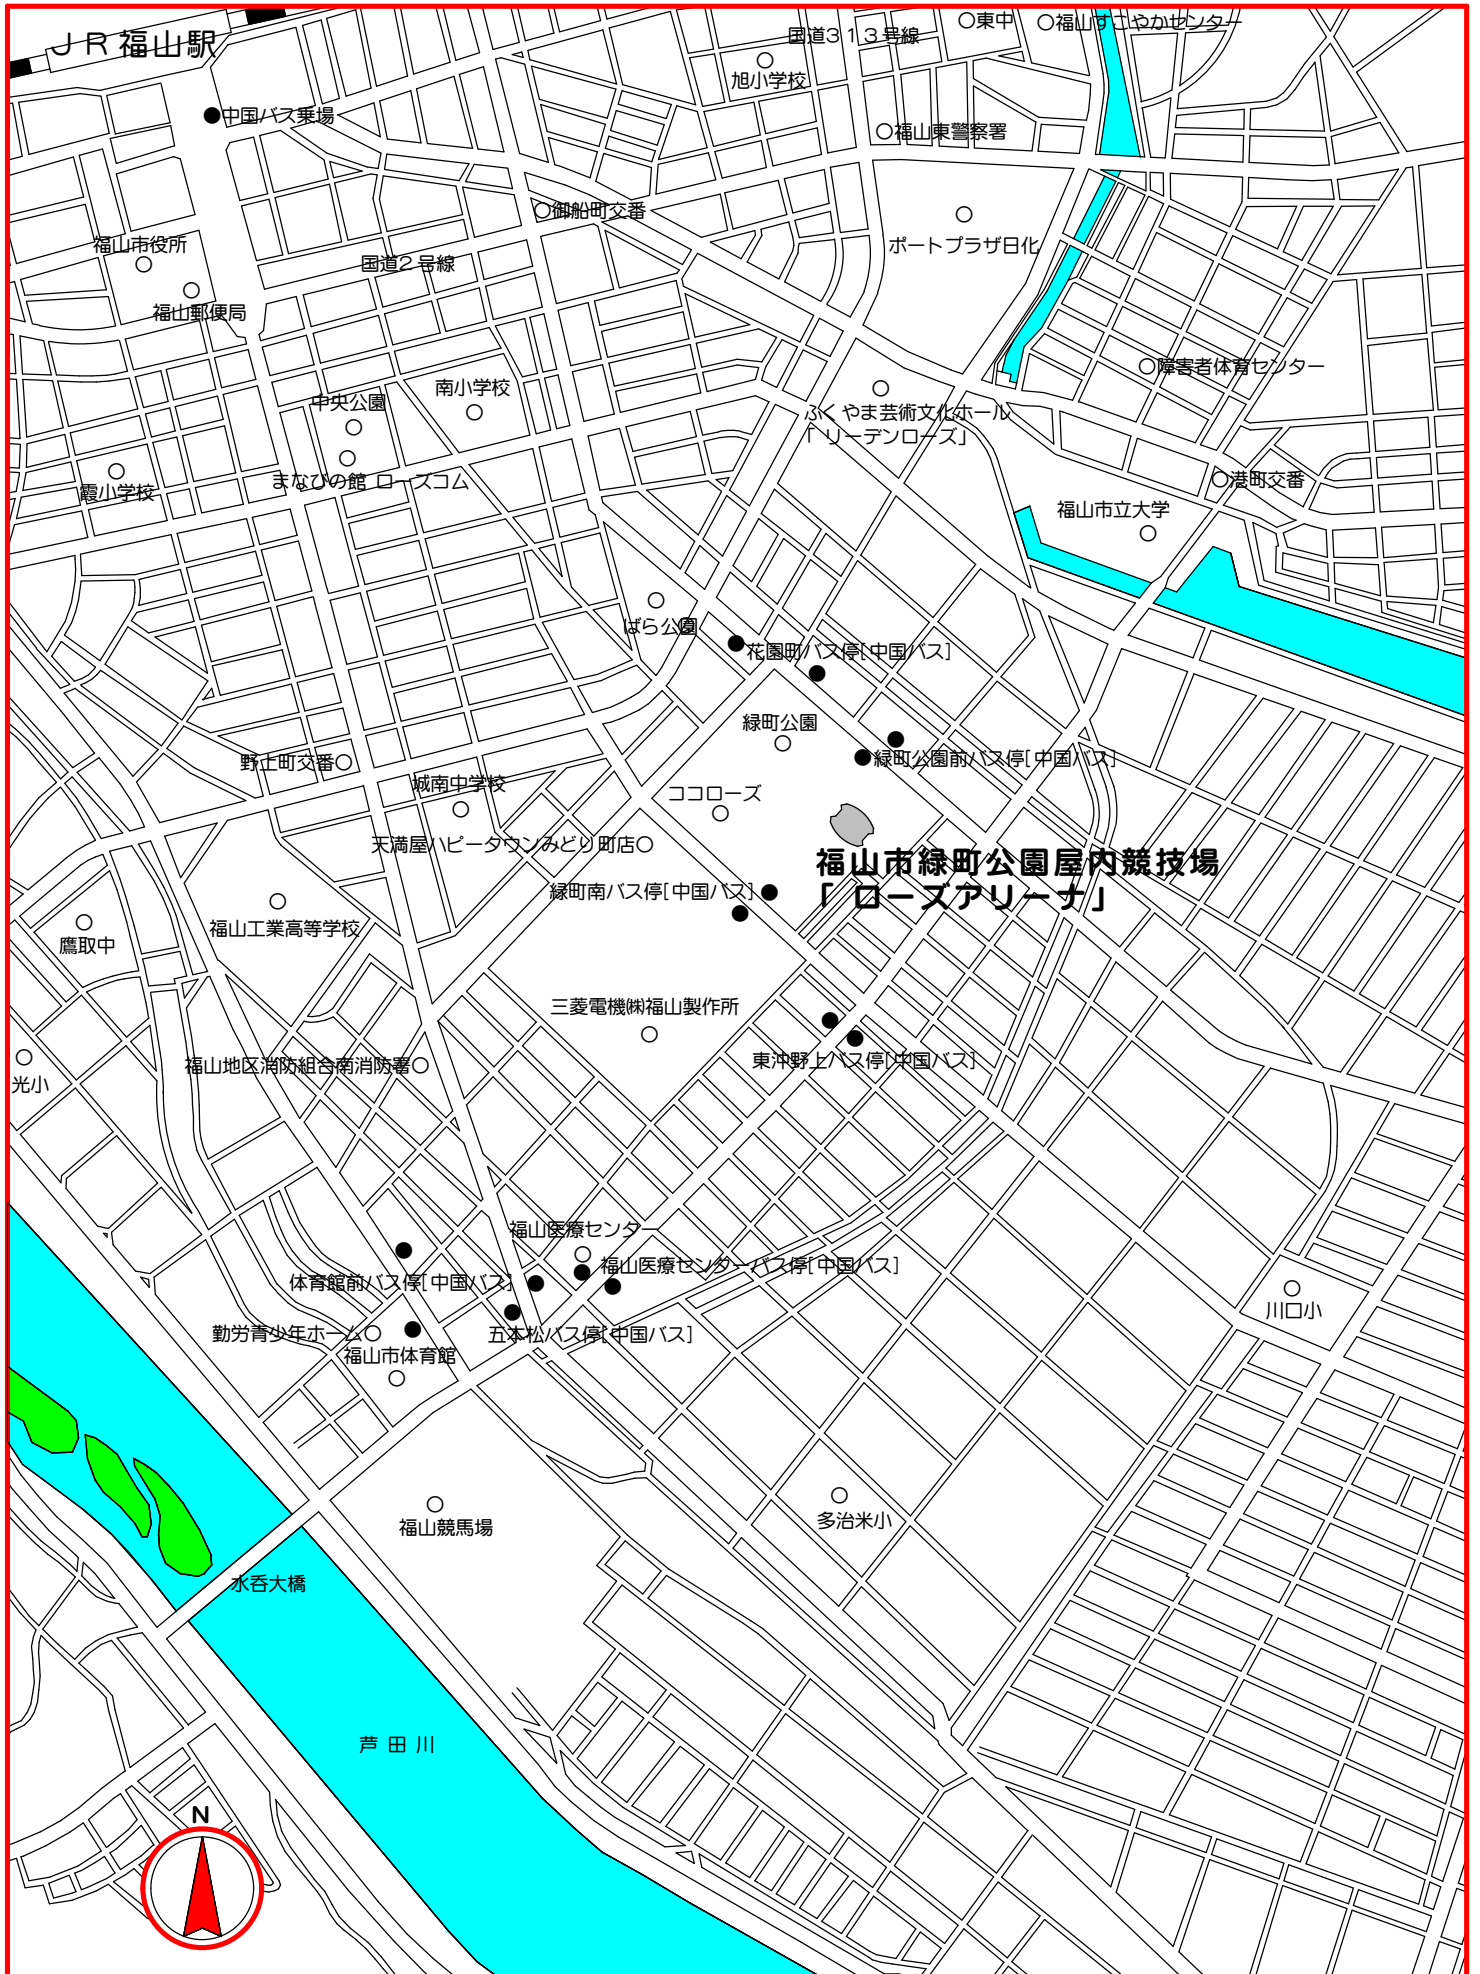 JR福山駅
国道313号線
○東中
○福山すこやかセンター
旭小学校
●中国バス乗場
○福山東警察署
○御船町交番
福山市役所
ポートプラザ日化
国道2号線
福山郵便局
○障害者体育センター
南小学校
中央公園
ふくやま芸術文化ホール
「リーデンローズ」
まなびの館 ローズコム
霞小学校
○港町交番
福山市立大学
ばら公園
花園町バス停[中国バス]
緑町公園
野上町交番○
緑町公園前バス停[中国バス]
城南中学校
ココローズ
天満屋ハピータウンみどり町店○
福山市緑町公園屋内競技場
「ローズアリーナ」
緑町南バス停[中国バス]
福山工業高等学校
鷹取中
三菱電機㈱福山製作所
東沖野上バス停[中国バス]
福山地区消防組合南消防署○
光小
福山医療センター
福山医療センターバス停[中国バス]
体育館前バス停[中国バス]
川口小
勤労青少年ホーム○
五本松バス停[中国バス]
福山市体育館
多治米小
福山競馬場
水呑大橋
芦田川
N